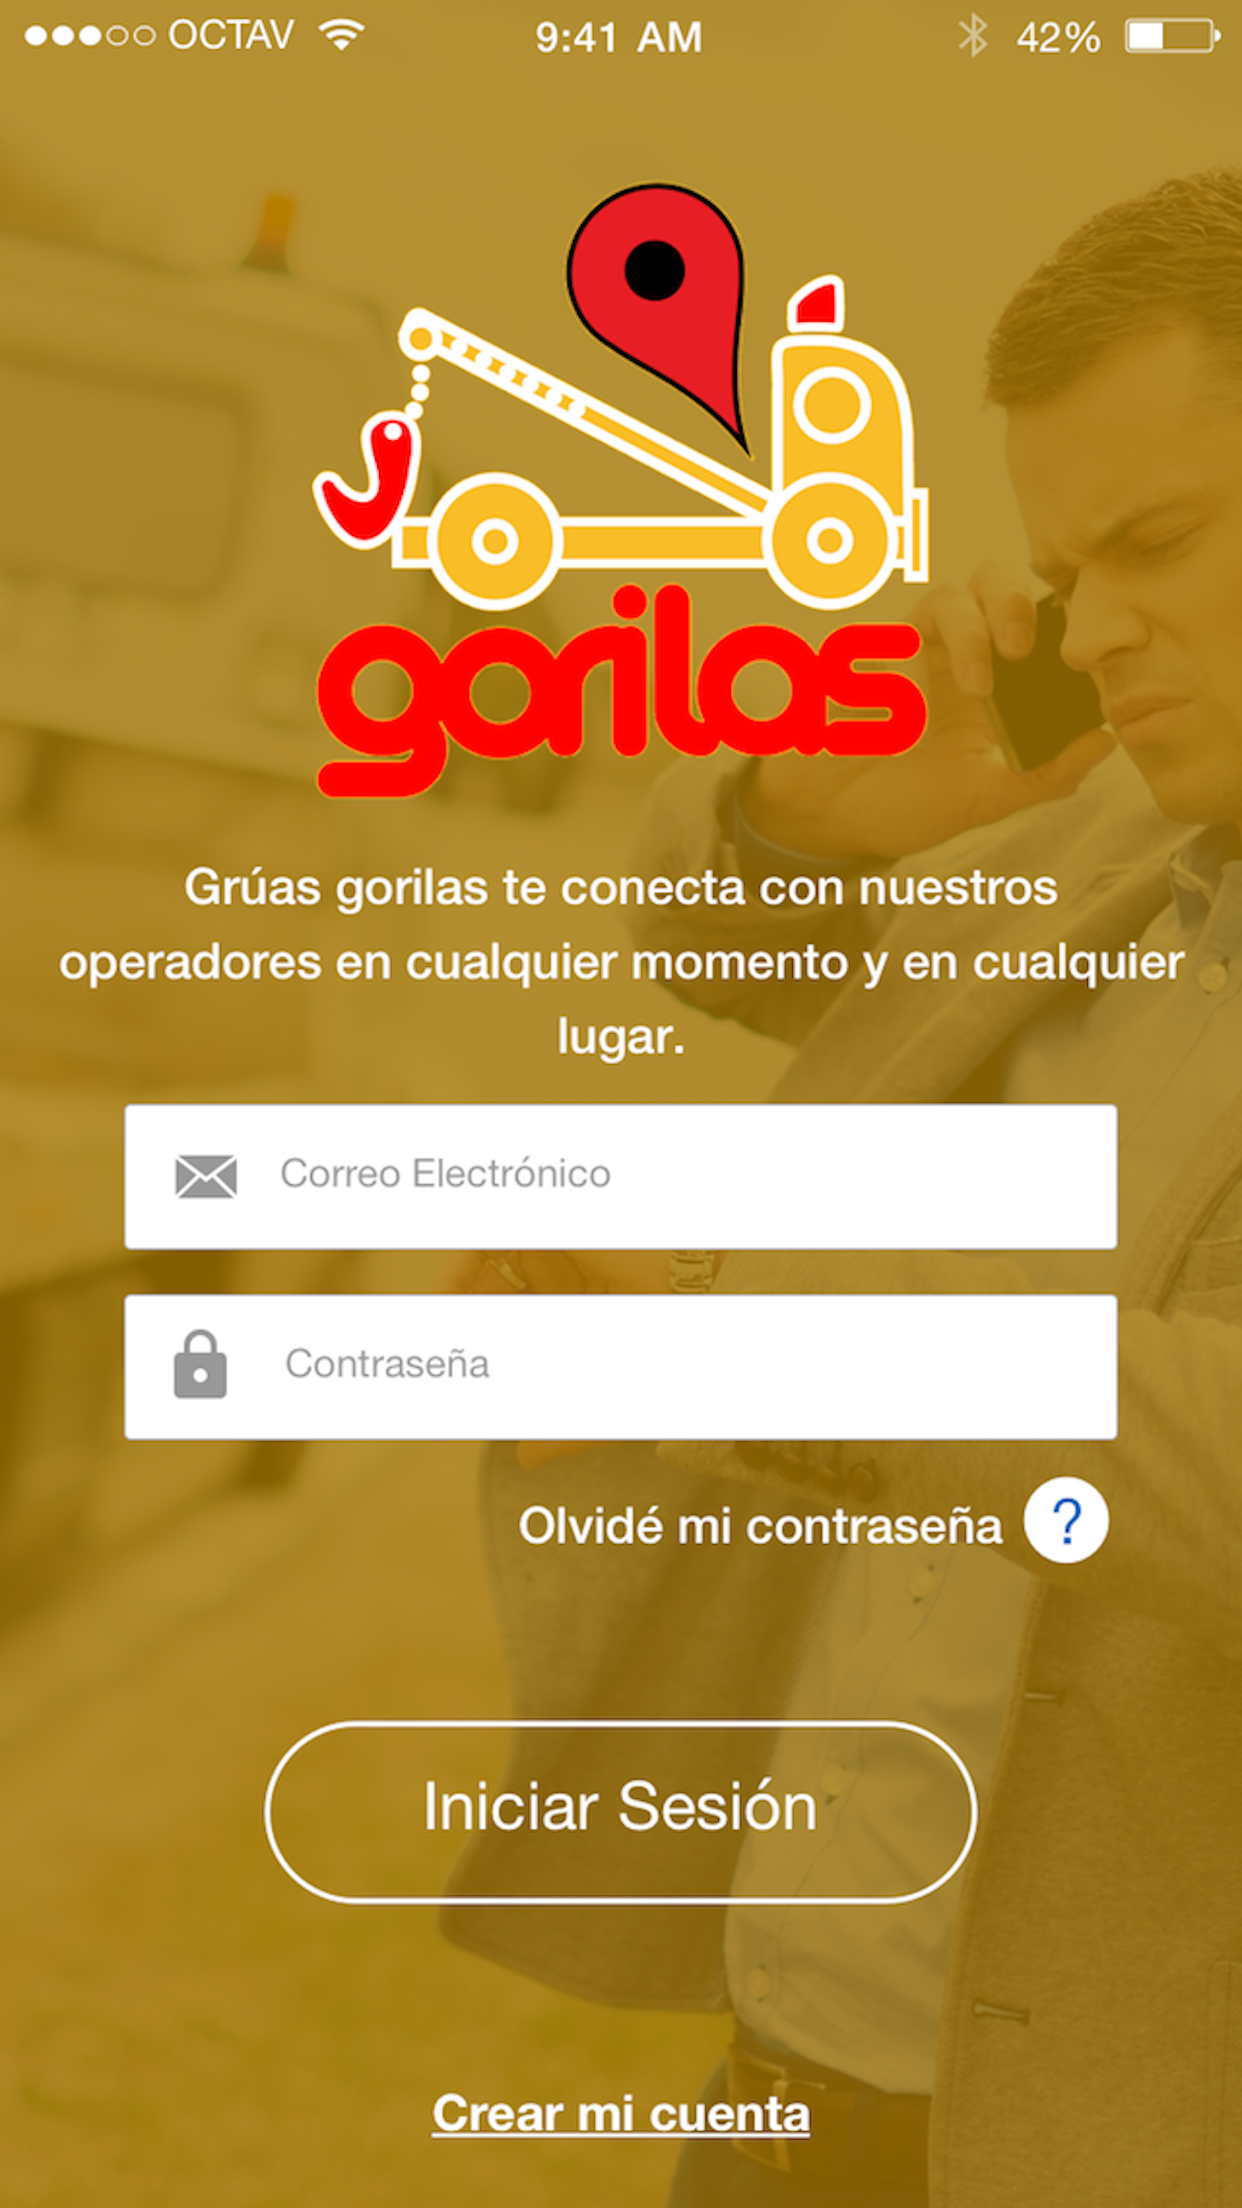 OCTAV 9:41 AM 42%
gorilas
Grúas gorilas te conecta con nuestros
operadores en cualquier momento y en cualquier
lugar.
Correo Electrónico
Contraseña
Olvidé mi contraseña ?
Iniciar Sesión
Crear mi cuenta